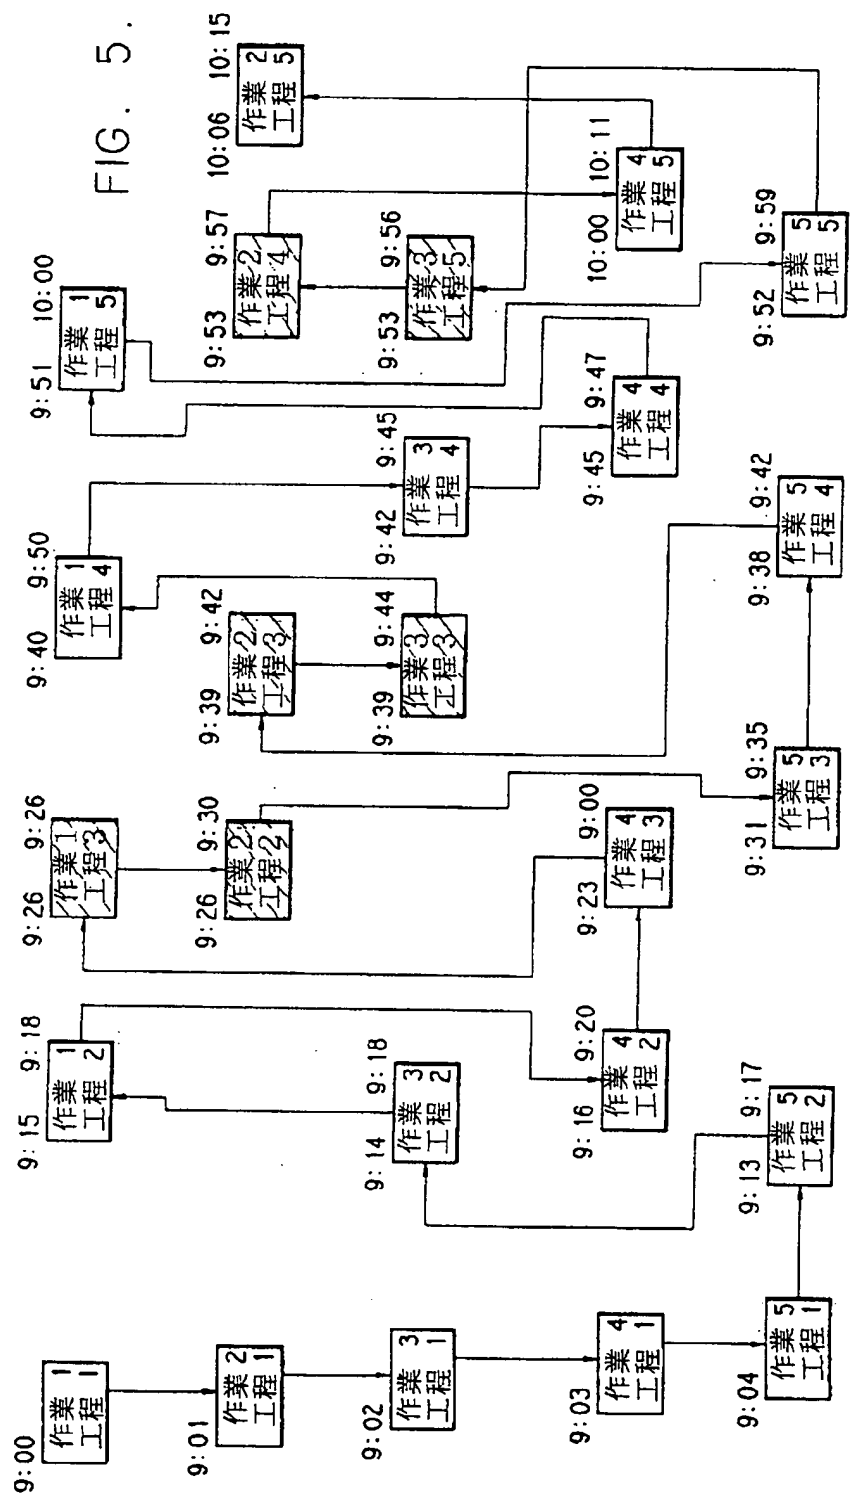 FIG. 5.
9:00
作業 1
工程 1
9:15 9:18
作業 1
工程 2
9:26 9:26
作業 1
工程 3
9:40 9:50
作業 1
工程 4
9:51 10:00
作業 1
工程 5
9:01
作業 2
工程 1
9:26 9:30
作業 2
工程 2
9:39 9:42
作業 2
工程 3
9:53 9:57
作業 2
工程 4
10:06 10:15
作業 2
工程 5
9:02
作業 3
工程 1
9:14 9:18
作業 3
工程 2
9:39 9:44
作業 3
工程 3
9:42 9:45
作業 3
工程 4
9:53 9:56
作業 3
工程 5
9:03
作業 4
工程 1
9:16 9:20
作業 4
工程 2
9:23 9:00
作業 4
工程 3
9:45 9:47
作業 4
工程 4
10:00 10:11
作業 4
工程 5
9:04
作業 5
工程 1
9:13 9:17
作業 5
工程 2
9:31 9:35
作業 5
工程 3
9:38 9:42
作業 5
工程 4
9:52 9:59
作業 5
工程 5